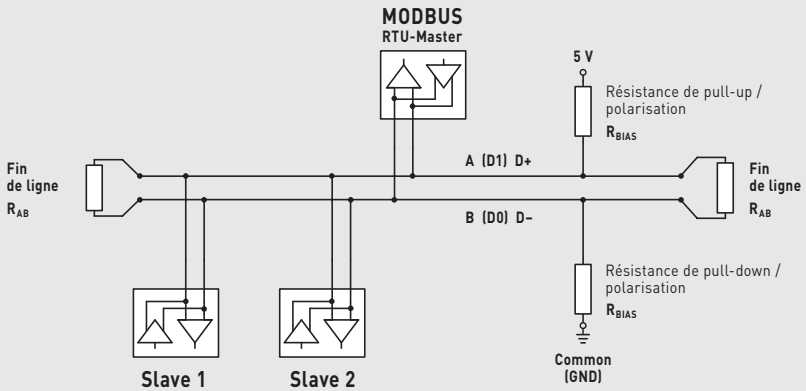 MODBUS
RTU-Master
5 V
Résistance de pull-up /
polarisation
RBIAS
Fin
de ligne
RAB
A (D1) D+
Fin
de ligne
RAB
B (D0) D–
Résistance de pull-down /
polarisation
RBIAS
Common
(GND)
Slave 1
Slave 2